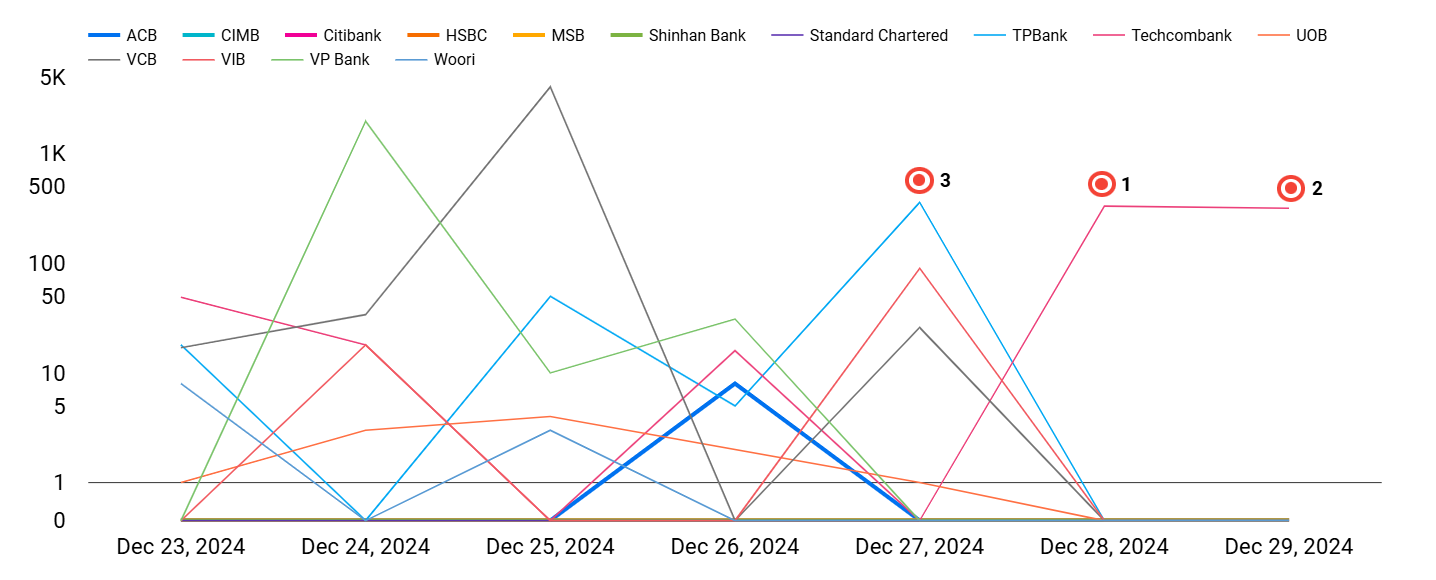 ACB CIMB Citibank HSBC MSB Shinhan Bank Standard Chartered TPBank Techcombank UOB
VCB VIB VP Bank Woori
5K
1K
500
3
1
2
100
50
10
5
1
0
Dec 23, 2024 Dec 24, 2024 Dec 25, 2024 Dec 26, 2024 Dec 27, 2024 Dec 28, 2024 Dec 29, 2024